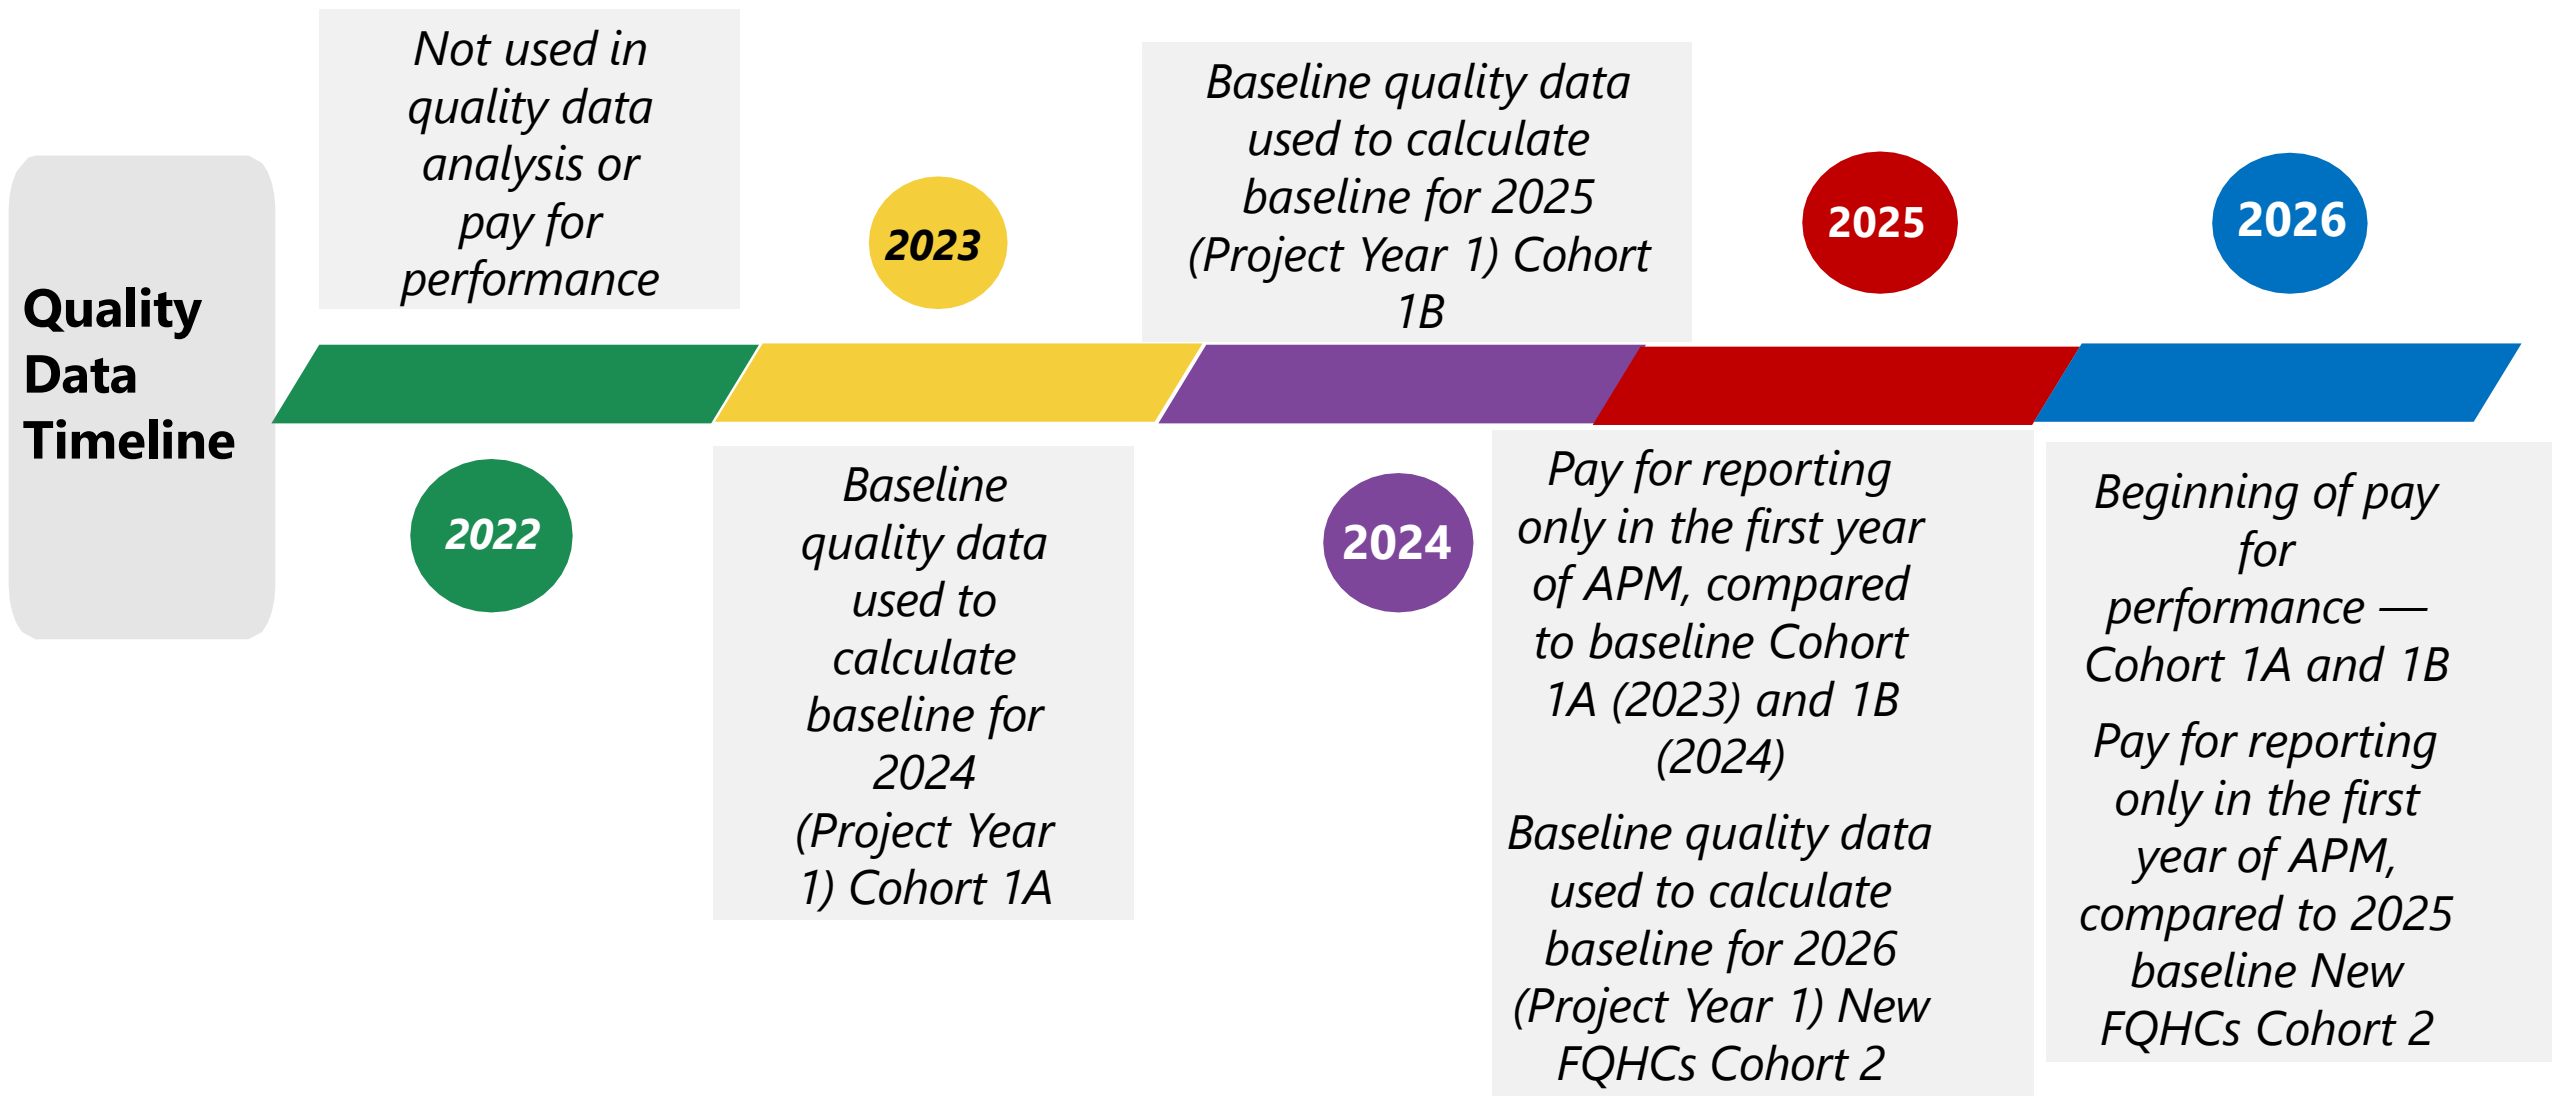 Quality
Data
Timeline
Not used in
quality data
analysis or
pay for
performance
2022
2023
Baseline
quality data
used to
calculate
baseline for
2024
(Project Year
1) Cohort 1A
Baseline quality data
used to calculate
baseline for 2025
(Project Year 1) Cohort
1B
2024
2025
Pay for reporting
only in the first year
of APM, compared
to baseline Cohort
1A (2023) and 1B
(2024)
Baseline quality data
used to calculate
baseline for 2026
(Project Year 1) New
FQHCs Cohort 2
2026
Beginning of pay
for
performance —
Cohort 1A and 1B
Pay for reporting
only in the first
year of APM,
compared to 2025
baseline New
FQHCs Cohort 2